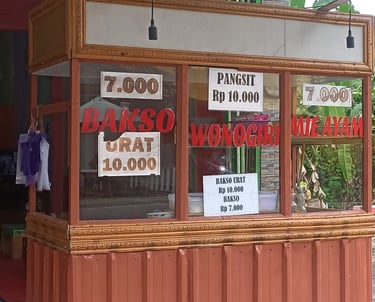 7.000
BAKSO
URAT
10.000
PANGSIT
Rp 10.000
WONOGIRI
BAKSO URAT
Rp 10.000
BAKSO
Rp 7.000
7.000
MIE AYAM